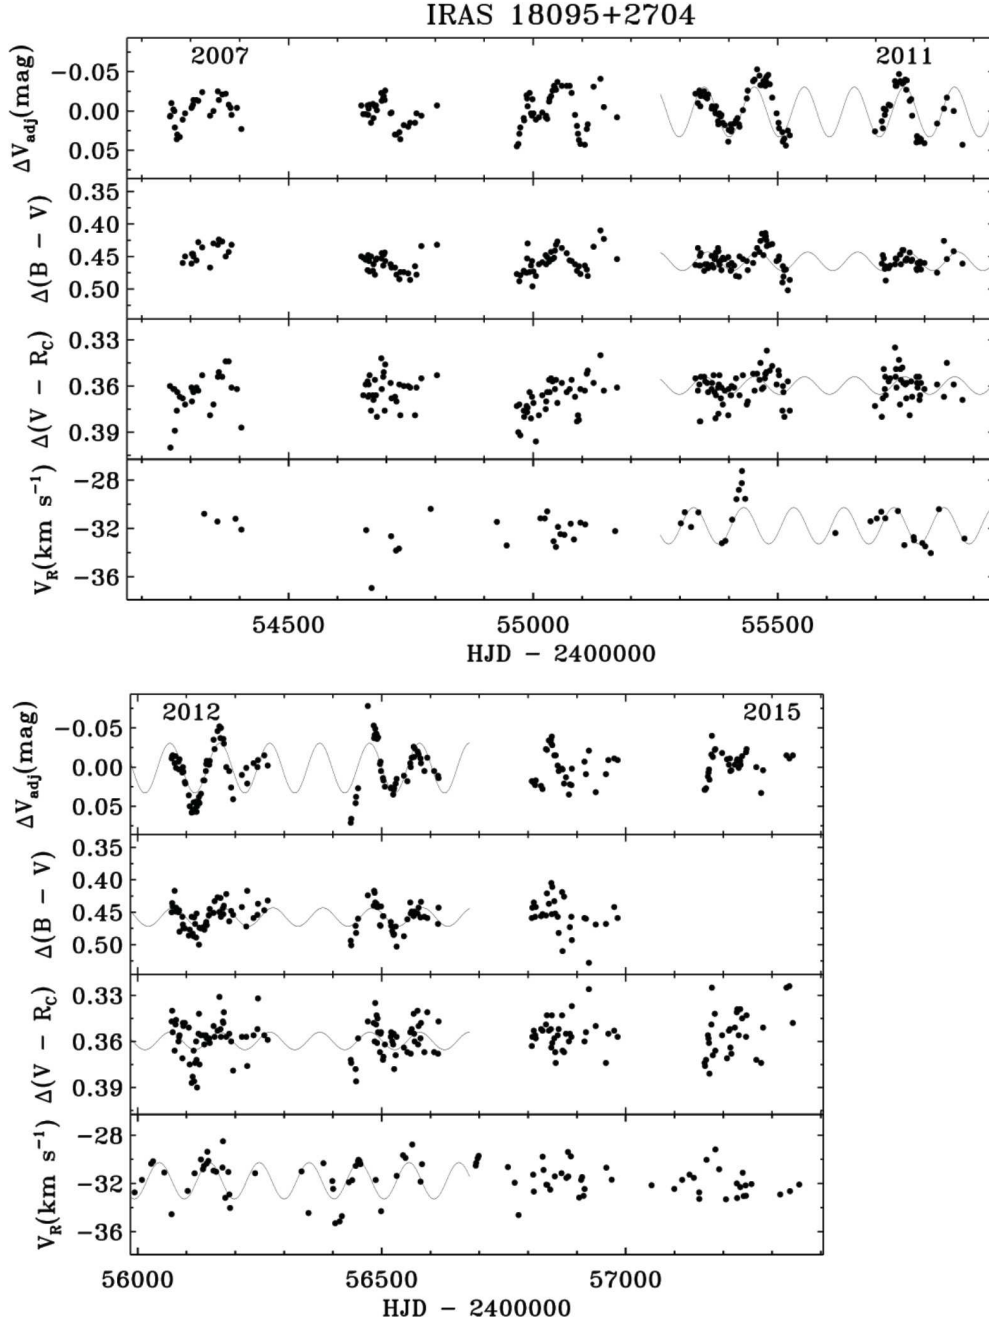 IRAS 18095+2704
2007
2011
ΔV_adj(mag)
−0.05
0.00
0.05
Δ(B − V)
0.35
0.40
0.45
0.50
Δ(V − R_C)
0.33
0.36
0.39
V_R(km s⁻¹)
−28
−32
−36
54500 55000 55500
HJD − 2400000
2012
2015
ΔV_adj(mag)
−0.05
0.00
0.05
Δ(B − V)
0.35
0.40
0.45
0.50
Δ(V − R_C)
0.33
0.36
0.39
V_R(km s⁻¹)
−28
−32
−36
56000 56500 57000
HJD − 2400000